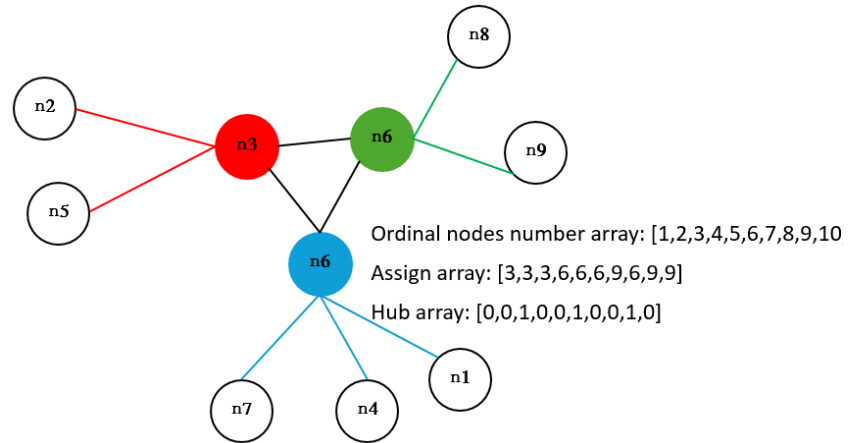 n8
n2
n3
n6
n9
n5
n6
Ordinal nodes number array: [1,2,3,4,5,6,7,8,9,10]
Assign array: [3,3,3,6,6,6,9,6,9,9]
Hub array: [0,0,1,0,0,1,0,0,1,0]
n7
n4
n1